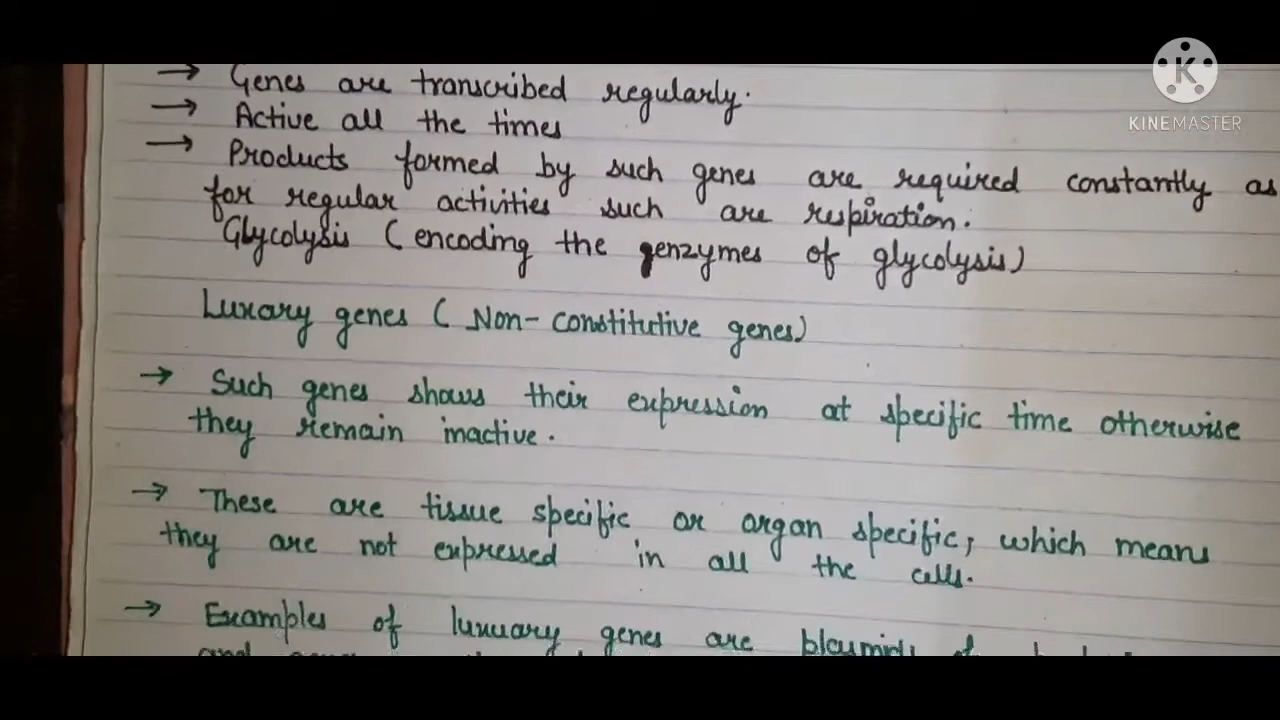 → Genes are transcribed regularly.
→ Active all the times
→ Products formed by such genes are required constantly as
for regular activities such are respiration.
Glycolysis (encoding the genzymes of glycolysis)
Luxary genes (Non-constitutive genes)
→ Such genes shows their expression at specific time otherwise
they remain inactive.
→ These are tissue specific or organ specific, which means
they are not expressed in all the cells.
→ Examples of luxuary genes are plasmids of
and
KINEMASTER